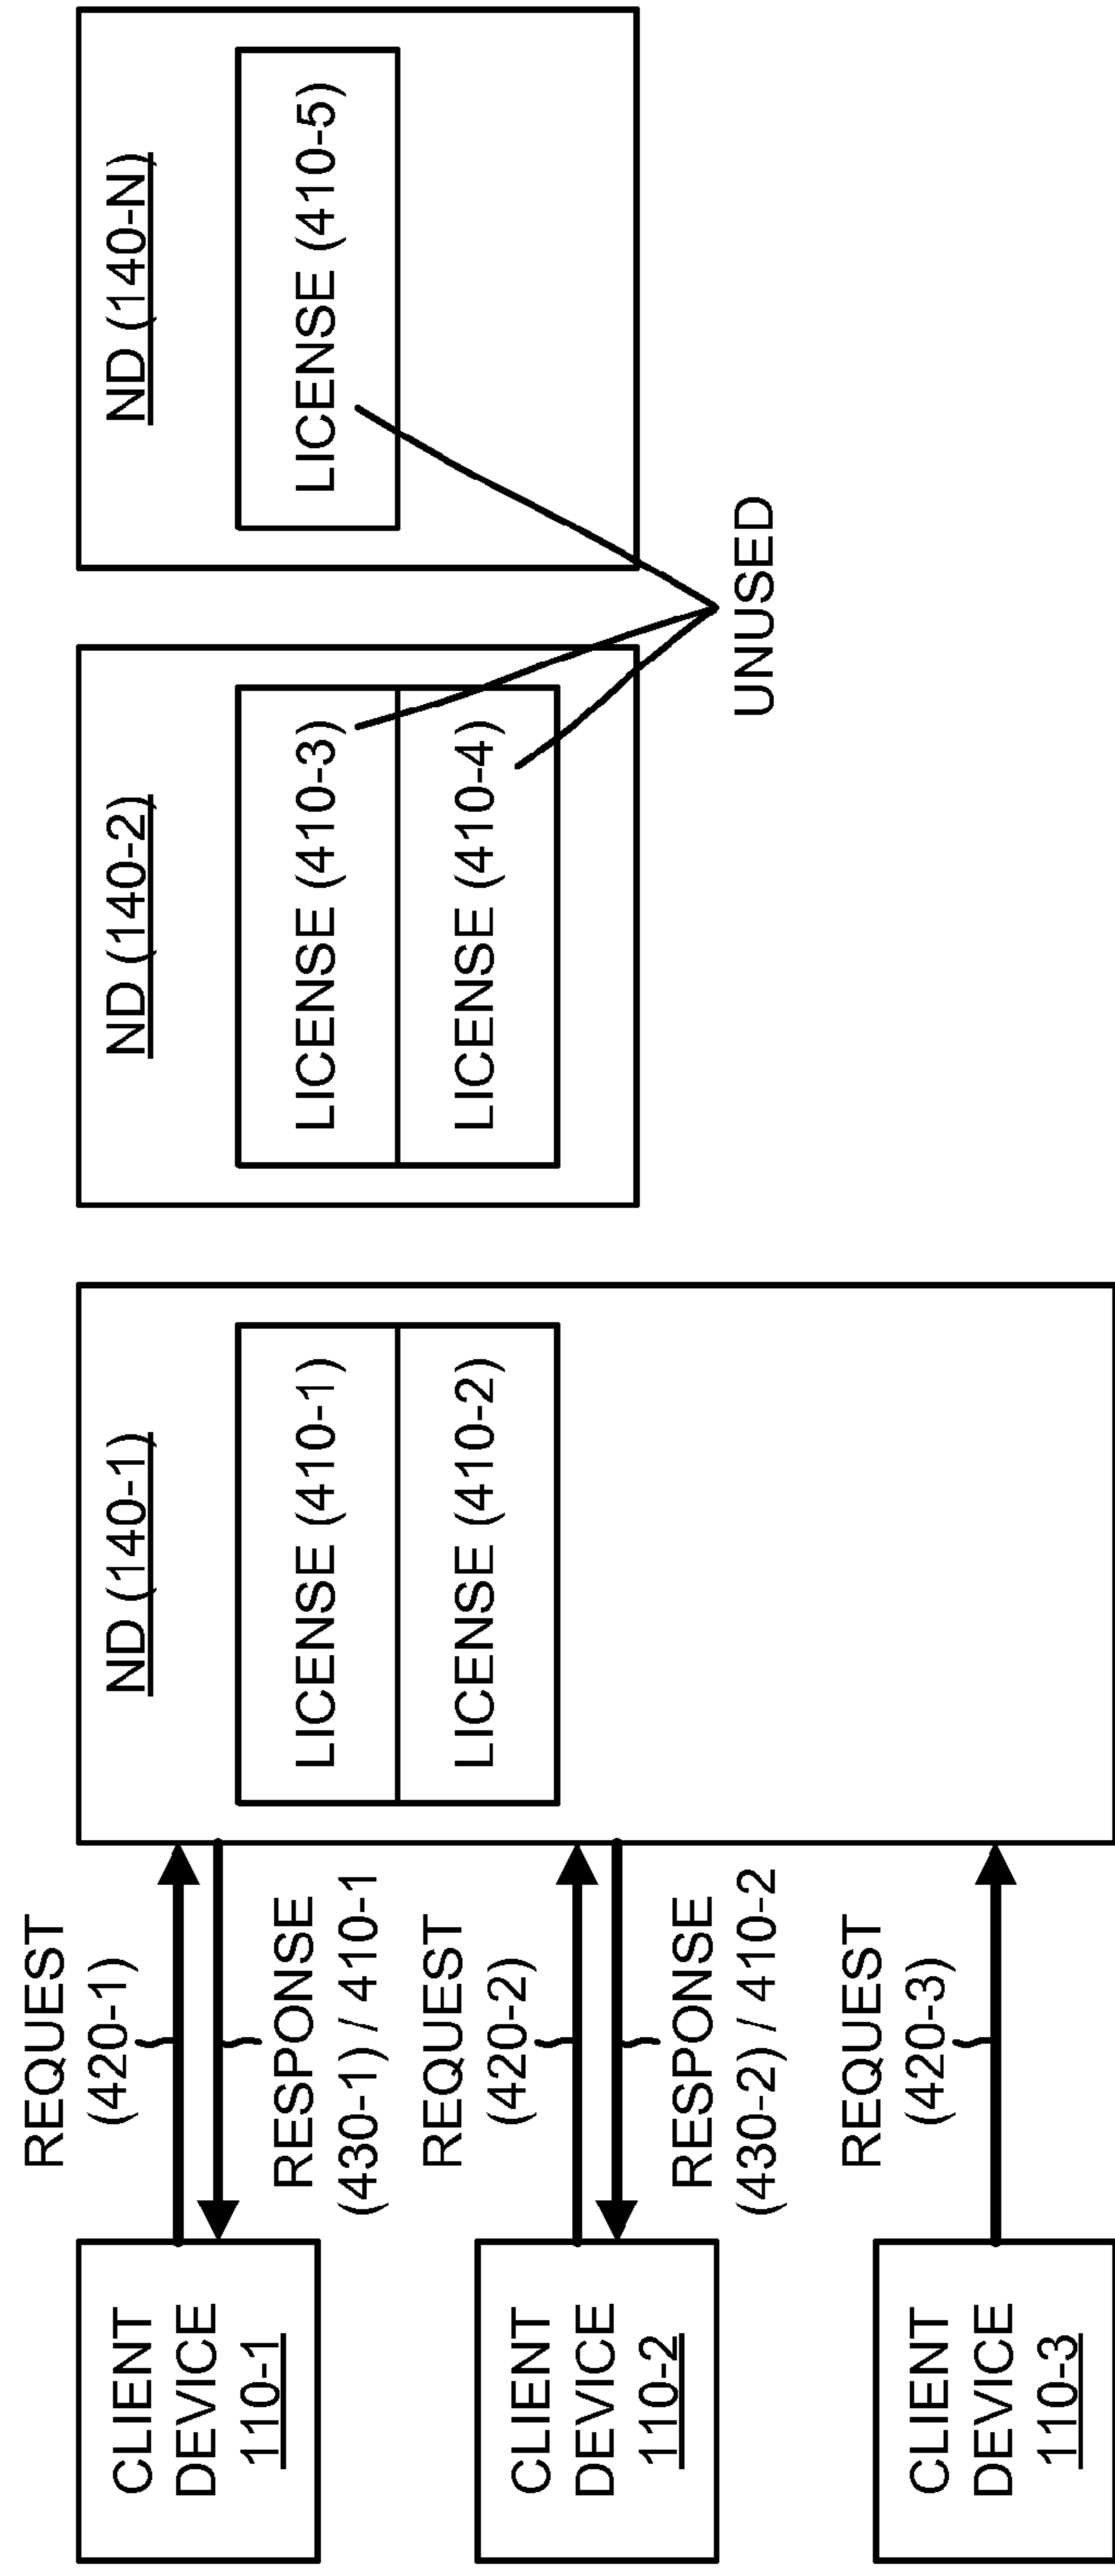 REQUEST
(420-1)
CLIENT
DEVICE
110-1
RESPONSE
(430-1) / 410-1
REQUEST
(420-2)
CLIENT
DEVICE
110-2
RESPONSE
(430-2) / 410-2
REQUEST
(420-3)
CLIENT
DEVICE
110-3
ND (140-1)
LICENSE (410-1)
LICENSE (410-2)
ND (140-2)
LICENSE (410-3)
LICENSE (410-4)
ND (140-N)
LICENSE (410-5)
UNUSED